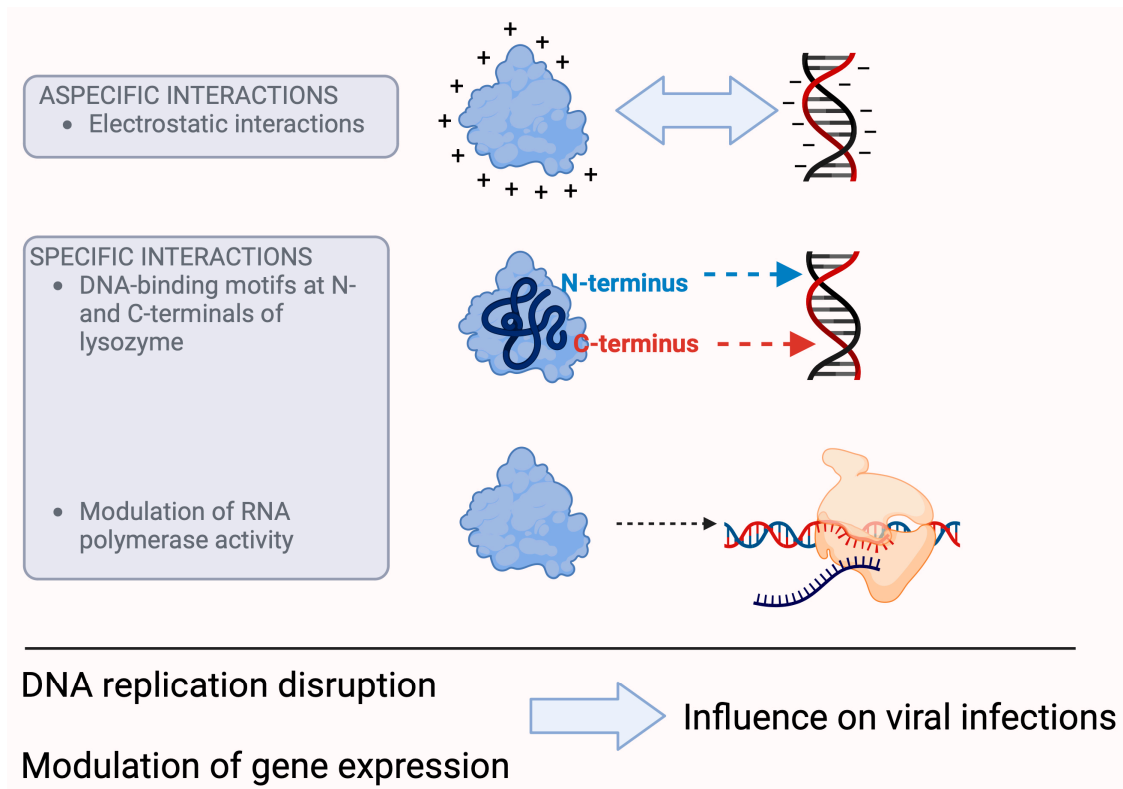 ASPECIFIC INTERACTIONS
• Electrostatic interactions
+ + + + + + + + + + + + +
− − − − − − − −
SPECIFIC INTERACTIONS
• DNA-binding motifs at N-
and C-terminals of
lysozyme
N-terminus
C-terminus
• Modulation of RNA
polymerase activity
DNA replication disruption
Modulation of gene expression
Influence on viral infections